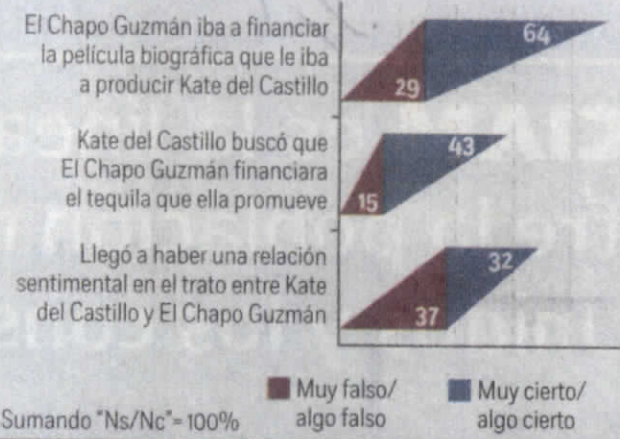 El Chapo Guzmán iba a financiar
la película biográfica que le iba
a producir Kate del Castillo
64
29
Kate del Castillo buscó que
El Chapo Guzmán financiara
el tequila que ella promueve
43
15
Llegó a haber una relación
sentimental en el trato entre Kate
del Castillo y El Chapo Guzmán
32
37
Sumando "Ns/Nc"= 100%
Muy falso/
algo falso
Muy cierto/
algo cierto